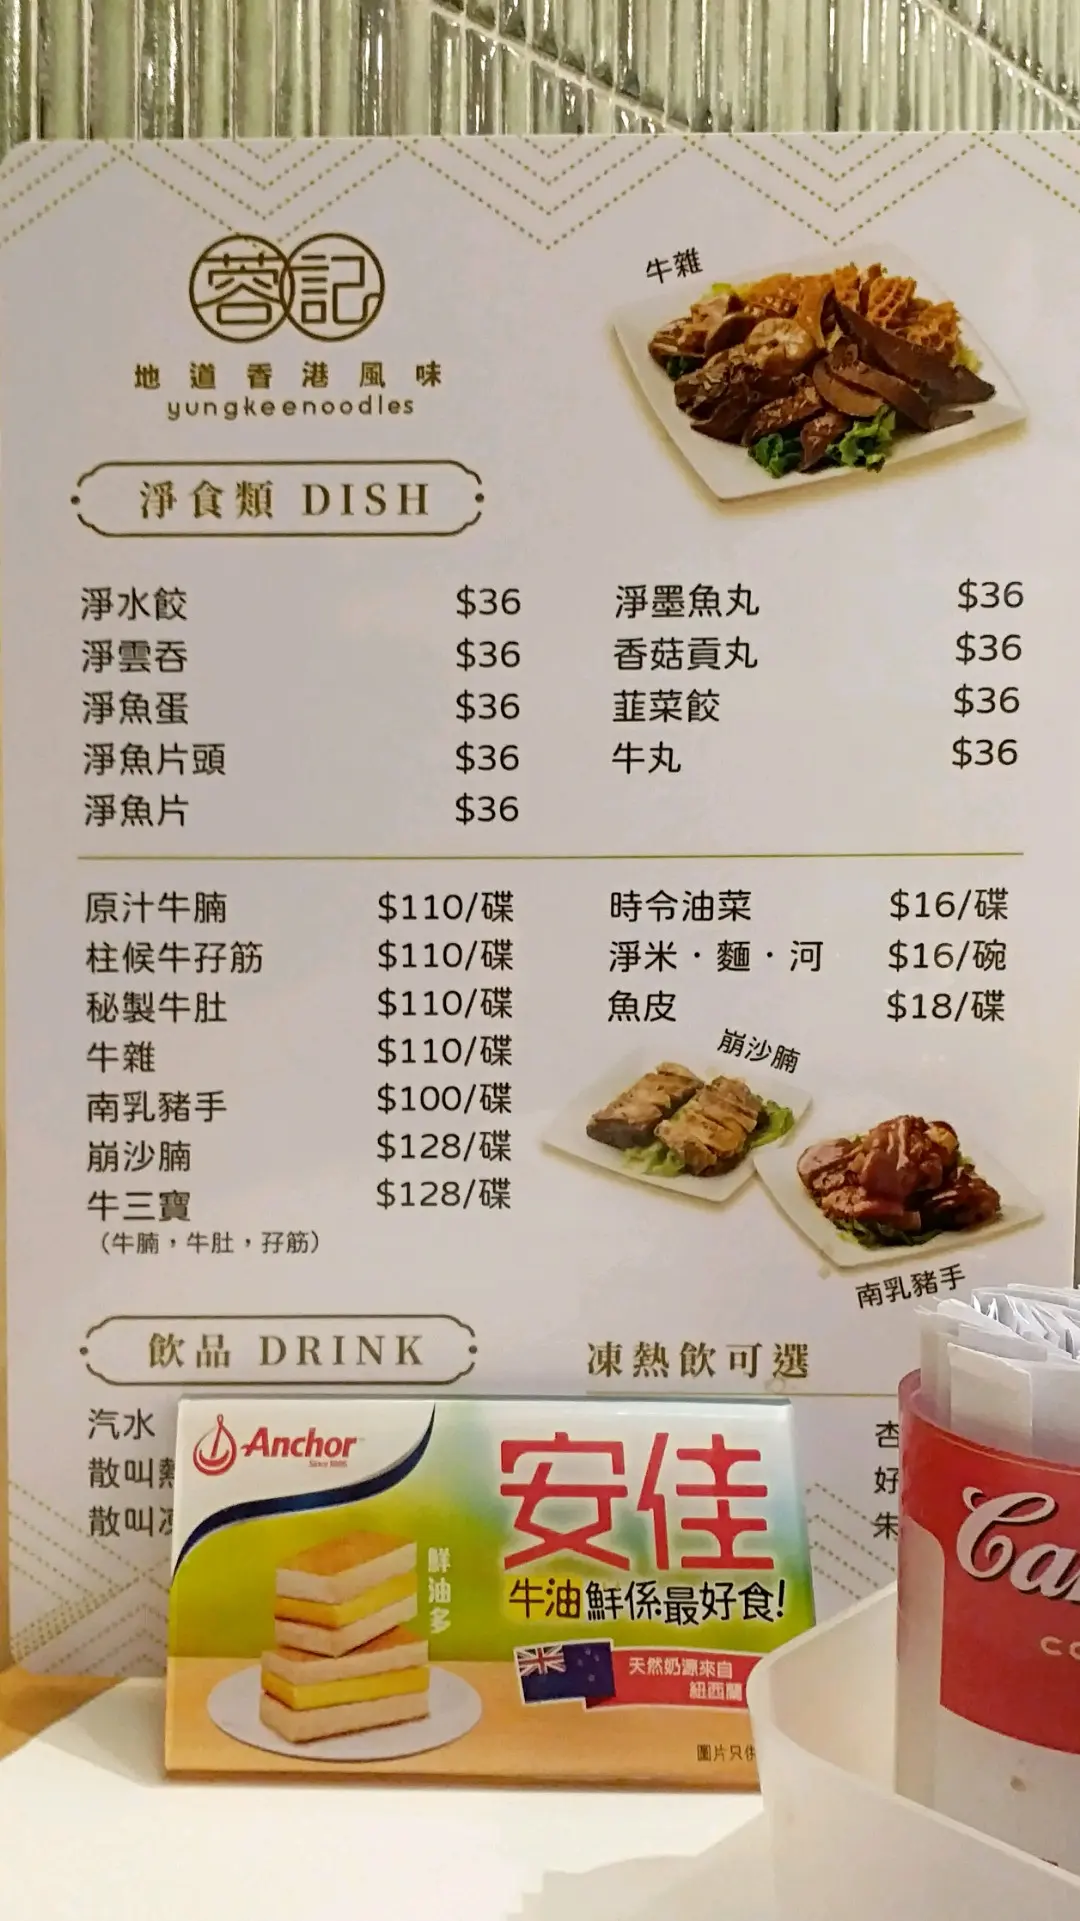 蓉記
地道香港風味
yungkeenoodles
牛雜
淨食類 DISH
淨水餃 $36
淨雲吞 $36
淨魚蛋 $36
淨魚片頭 $36
淨魚片 $36
淨墨魚丸 $36
香菇貢丸 $36
韮菜餃 $36
牛丸 $36
原汁牛腩 $110/碟
柱候牛孖筋 $110/碟
秘製牛肚 $110/碟
牛雜 $110/碟
南乳豬手 $100/碟
崩沙腩 $128/碟
牛三寶 $128/碟
（牛腩，牛肚，孖筋）
時令油菜 $16/碟
淨米·麵·河 $16/碗
魚皮 $18/碟
崩沙腩
南乳豬手
飲品 DRINK
凍熱飲可選
汽水
散叫
散叫
杏
好
朱
Anchor
Since 1886
安佳
鮮油多
牛油鮮係最好食!
天然奶源來自
紐西蘭
圖片只供
Ca
CO